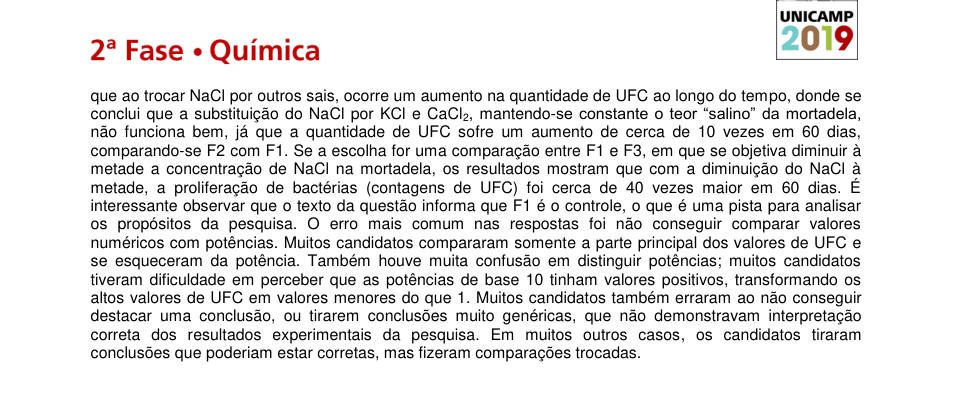 UNICAMP
2019
2ª Fase • Química
que ao trocar NaCl por outros sais, ocorre um aumento na quantidade de UFC ao longo do tempo, donde se
conclui que a substituição do NaCl por KCl e CaCl₂, mantendo-se constante o teor “salino” da mortadela,
não funciona bem, já que a quantidade de UFC sofre um aumento de cerca de 10 vezes em 60 dias,
comparando-se F2 com F1. Se a escolha for uma comparação entre F1 e F3, em que se objetiva diminuir à
metade a concentração de NaCl na mortadela, os resultados mostram que com a diminuição do NaCl à
metade, a proliferação de bactérias (contagens de UFC) foi cerca de 40 vezes maior em 60 dias. É
interessante observar que o texto da questão informa que F1 é o controle, o que é uma pista para analisar
os propósitos da pesquisa. O erro mais comum nas respostas foi não conseguir comparar valores
numéricos com potências. Muitos candidatos compararam somente a parte principal dos valores de UFC e
se esqueceram da potência. Também houve muita confusão em distinguir potências; muitos candidatos
tiveram dificuldade em perceber que as potências de base 10 tinham valores positivos, transformando os
altos valores de UFC em valores menores do que 1. Muitos candidatos também erraram ao não conseguir
destacar uma conclusão, ou tirarem conclusões muito genéricas, que não demonstravam interpretação
correta dos resultados experimentais da pesquisa. Em muitos outros casos, os candidatos tiraram
conclusões que poderiam estar corretas, mas fizeram comparações trocadas.